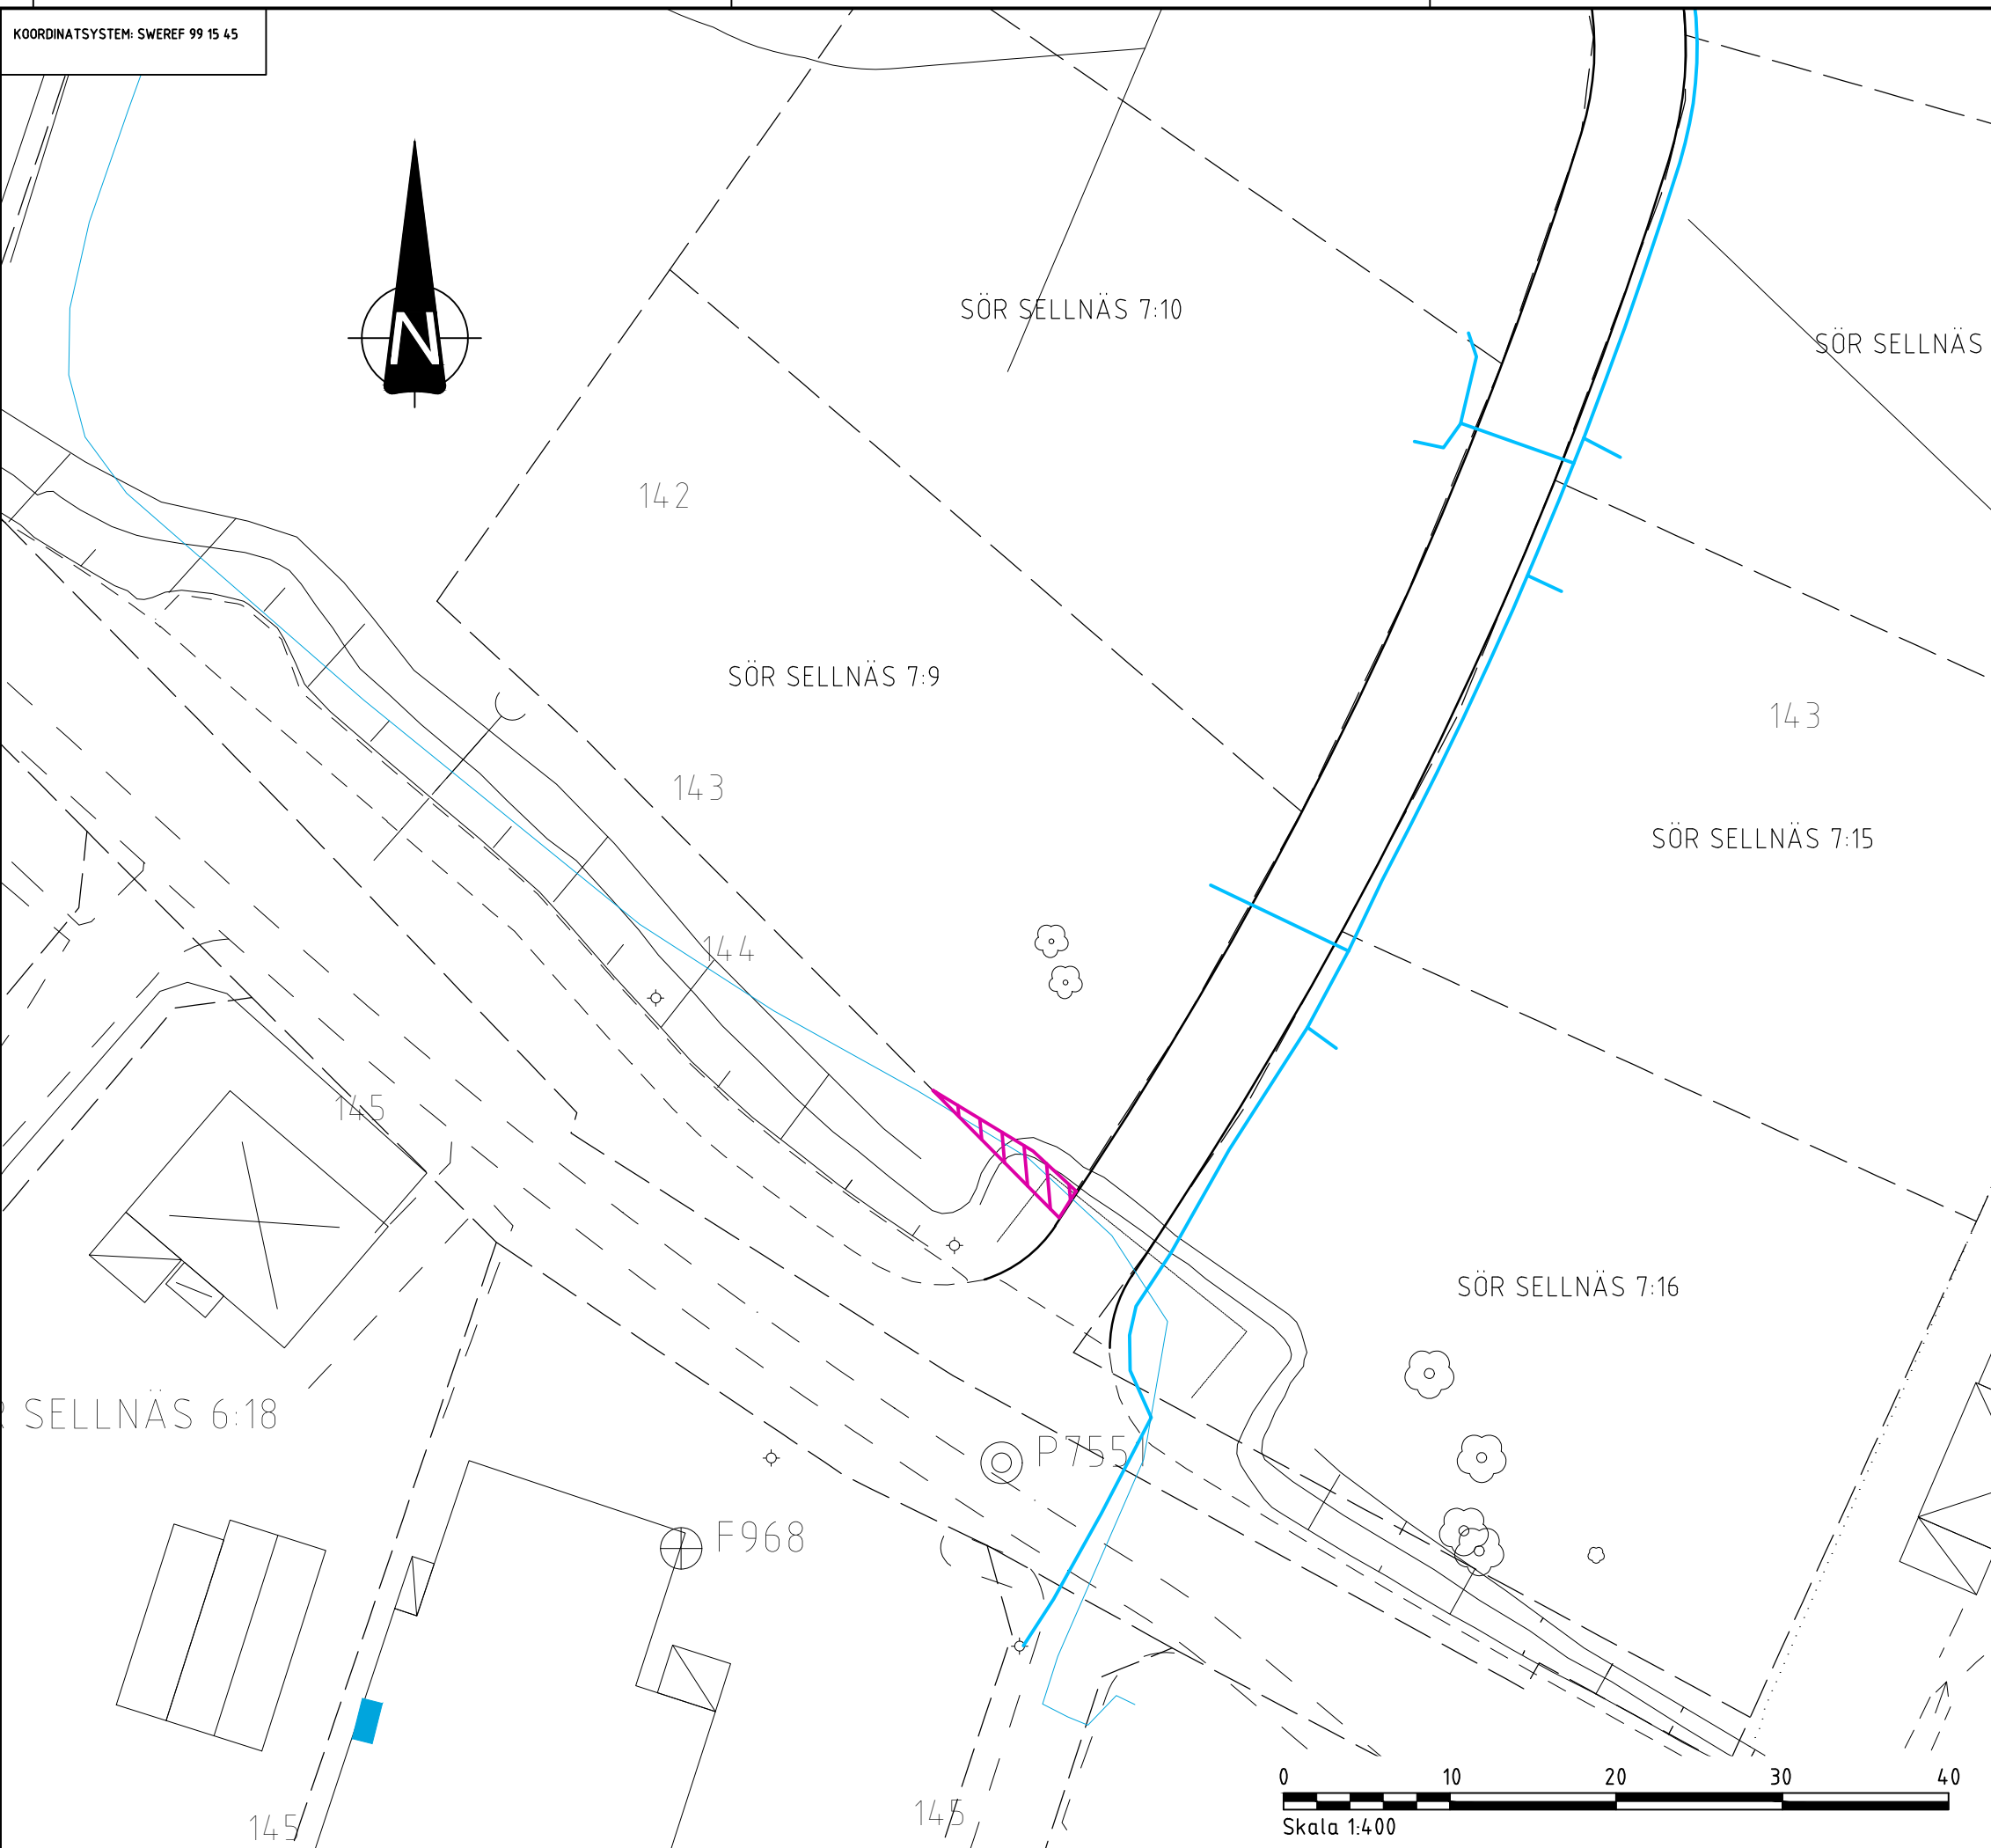 KOORDINATSYSTEM: SWEREF 99 15 45
N
SÖR SELLNÄS 7:10
SÖR SELLNÄS
142
SÖR SELLNÄS 7:9
143
143
SÖR SELLNÄS 7:15
144
145
SÖR SELLNÄS 7:16
SELLNÄS 6:18
P755
F968
0 10 20 30 40
Skala 1:400
145
145